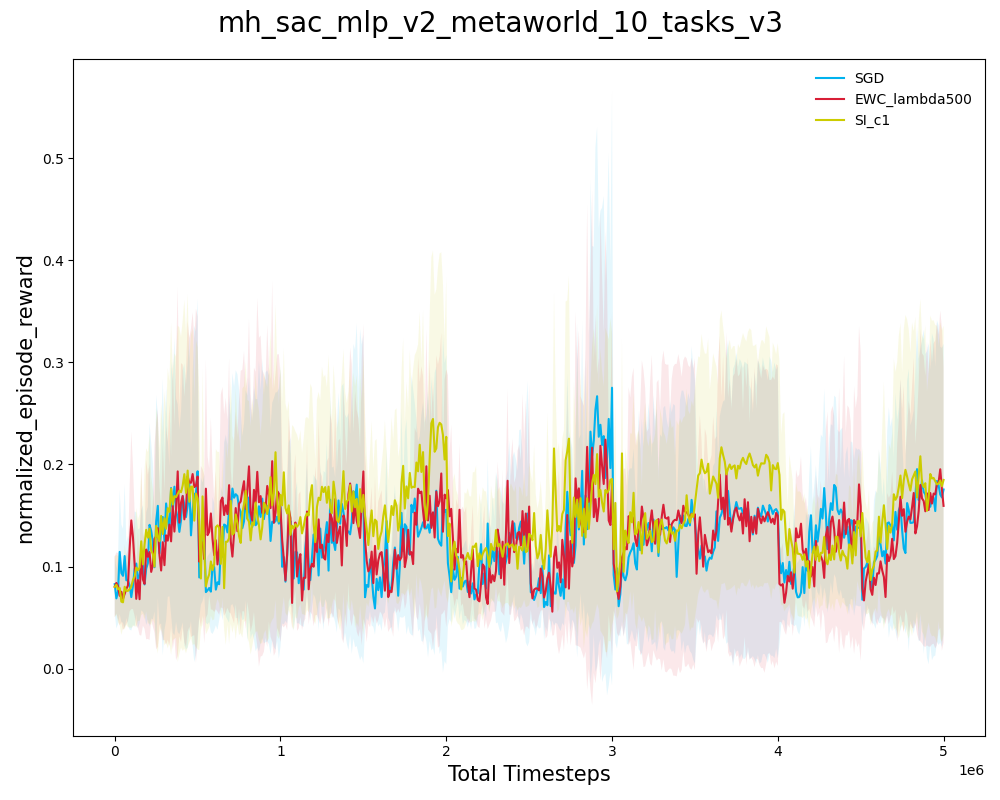 mh_sac_mlp_v2_metaworld_10_tasks_v3
SGD
EWC_lambda500
SI_c1
normalized_episode_reward
0.5
0.4
0.3
0.2
0.1
0.0
0 1 2 3 4 5
1e6
Total Timesteps